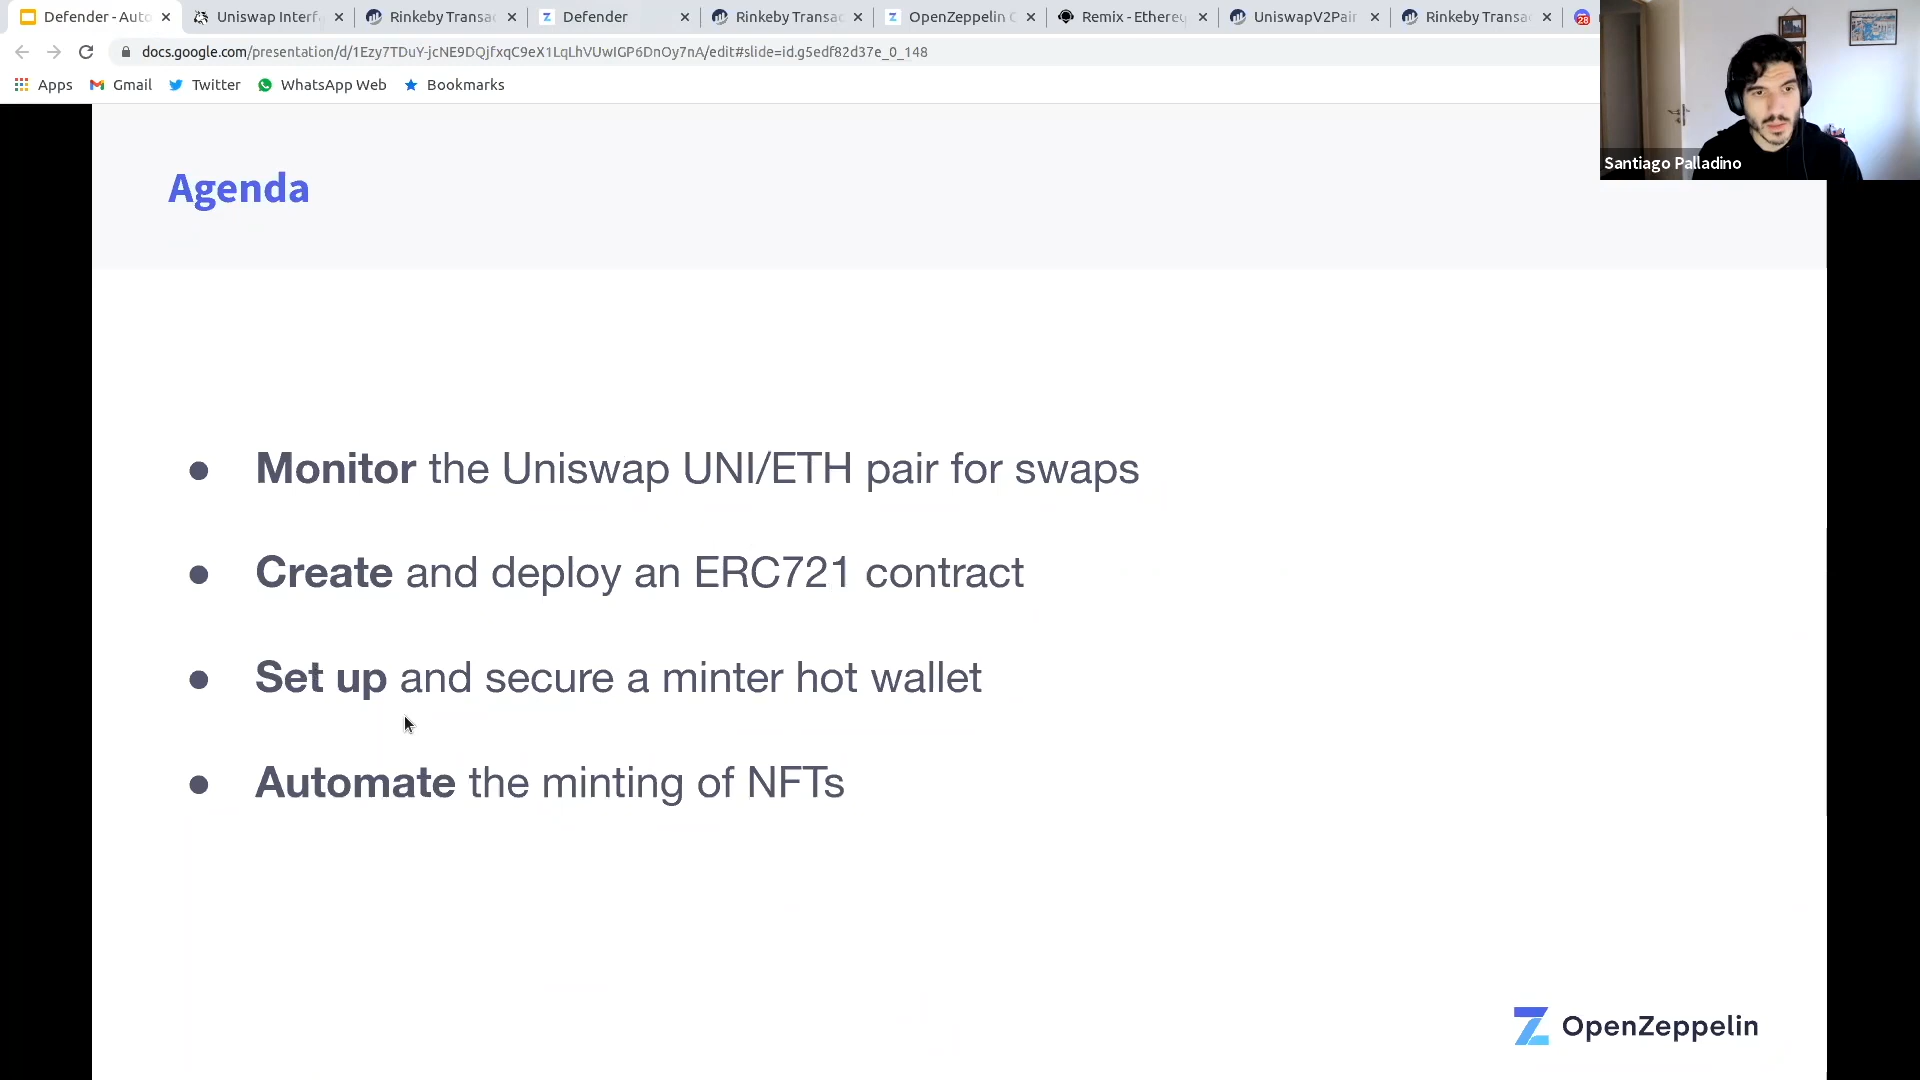 Defender - Auto
Uniswap Interf
Rinkeby Transac
Defender
Rinkeby Transac
OpenZeppelin C
Remix - Ethereu
UniswapV2Pair
Rinkeby Transa
28
docs.google.com/presentation/d/1Ezy7TDuY-jcNE9DQjfxqC9eX1LqLhVUwIGP6DnOy7nA/edit#slide=id.g5edf82d37e_0_148
Apps
Gmail
Twitter
WhatsApp Web
Bookmarks
Santiago Palladino
Agenda
● Monitor the Uniswap UNI/ETH pair for swaps
● Create and deploy an ERC721 contract
● Set up and secure a minter hot wallet
● Automate the minting of NFTs
OpenZeppelin